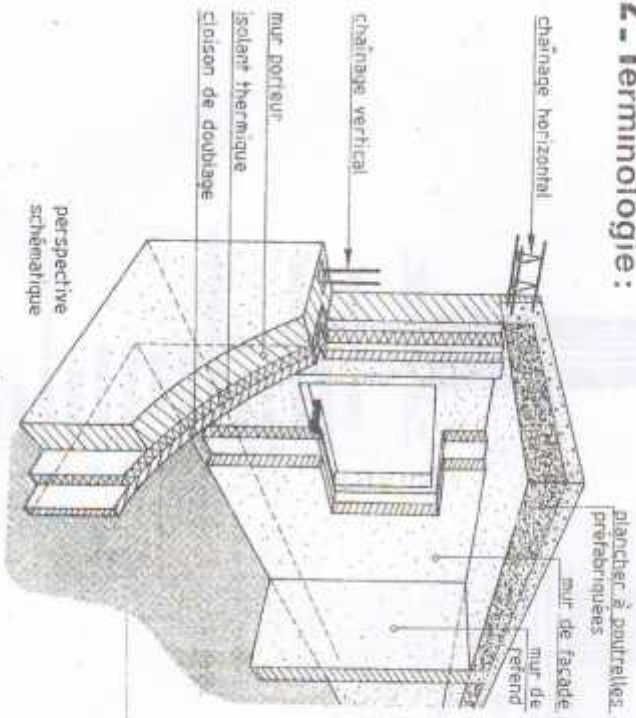 2 - Terminologie :
chaînage horizontal
plancher à poutrelles
préfabriquées
mur de façade
mur de
refend
chaînage vertical
mur porteur
isolant thermique
cloison de doublage
perspective
schématique